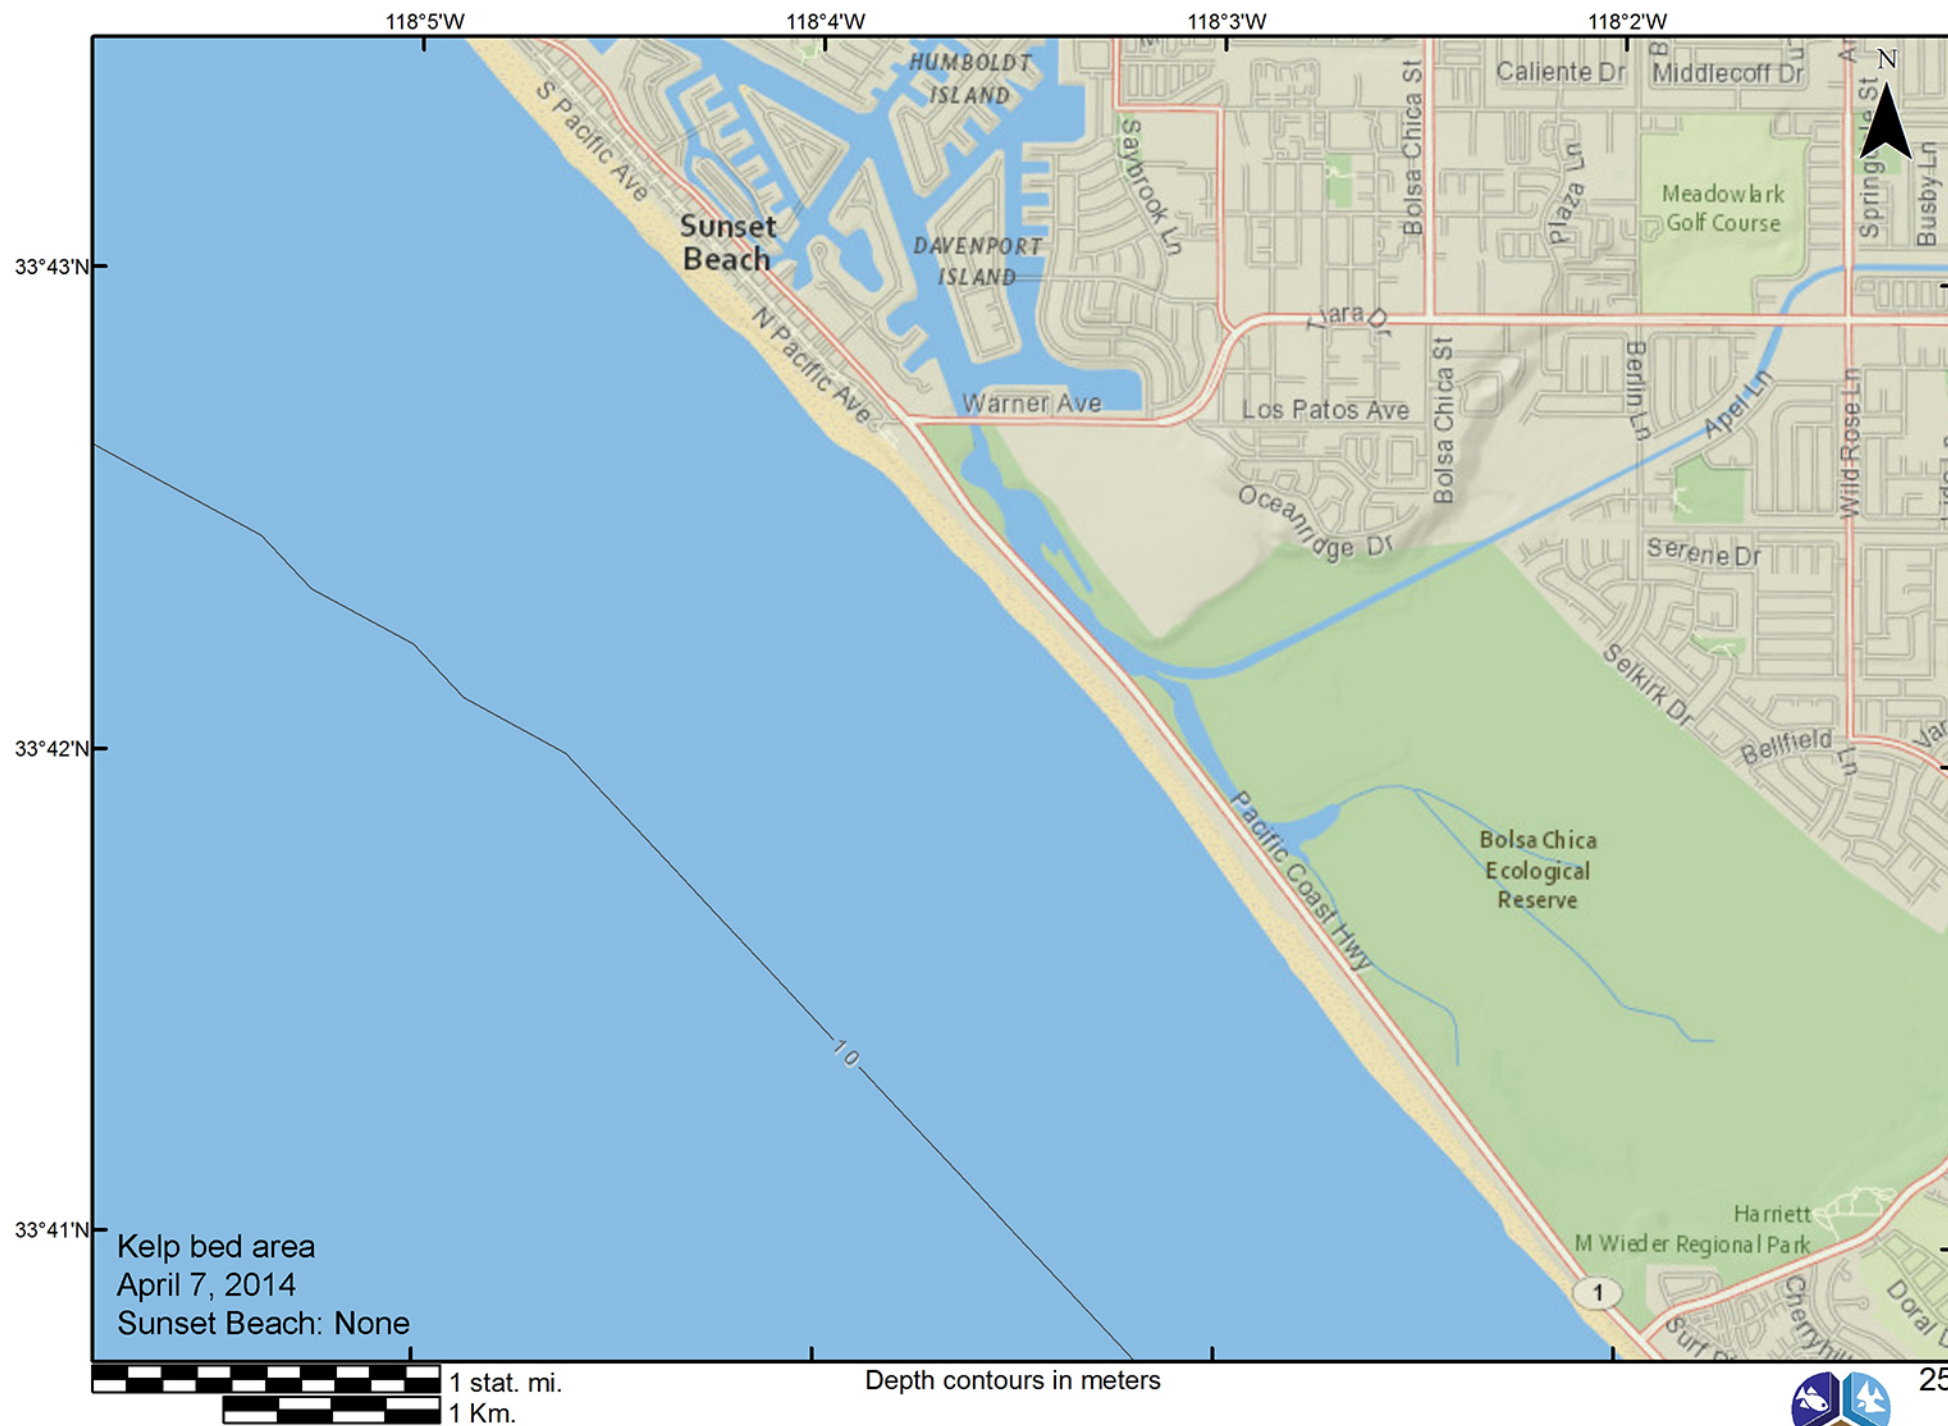 118°5'W
118°4'W
118°3'W
118°2'W
33°43'N
33°42'N
33°41'N
N
HUMBOLDT
ISLAND
Caliente Dr
Middlecoff Dr
S Pacific Ave
Saybrook Ln
Bolsa Chica St
Plaza Ln
Busby Ln
Meadowlark
Golf Course
Sunset
Beach
DAVENPORT
ISLAND
N Pacific Ave
Tiara Dr
Warner Ave
Los Patos Ave
Bolsa Chica St
Berlin Ln
Apel Ln
Wild Rose Ln
Oceanridge Dr
Serene Dr
Selkirk Dr
Bellfield Ln
Pacific Coast Hwy
Bolsa Chica
Ecological
Reserve
10
Harriett
M Wieder Regional Park
1
Kelp bed area
April 7, 2014
Sunset Beach: None
1 stat. mi.
1 Km.
Depth contours in meters
25